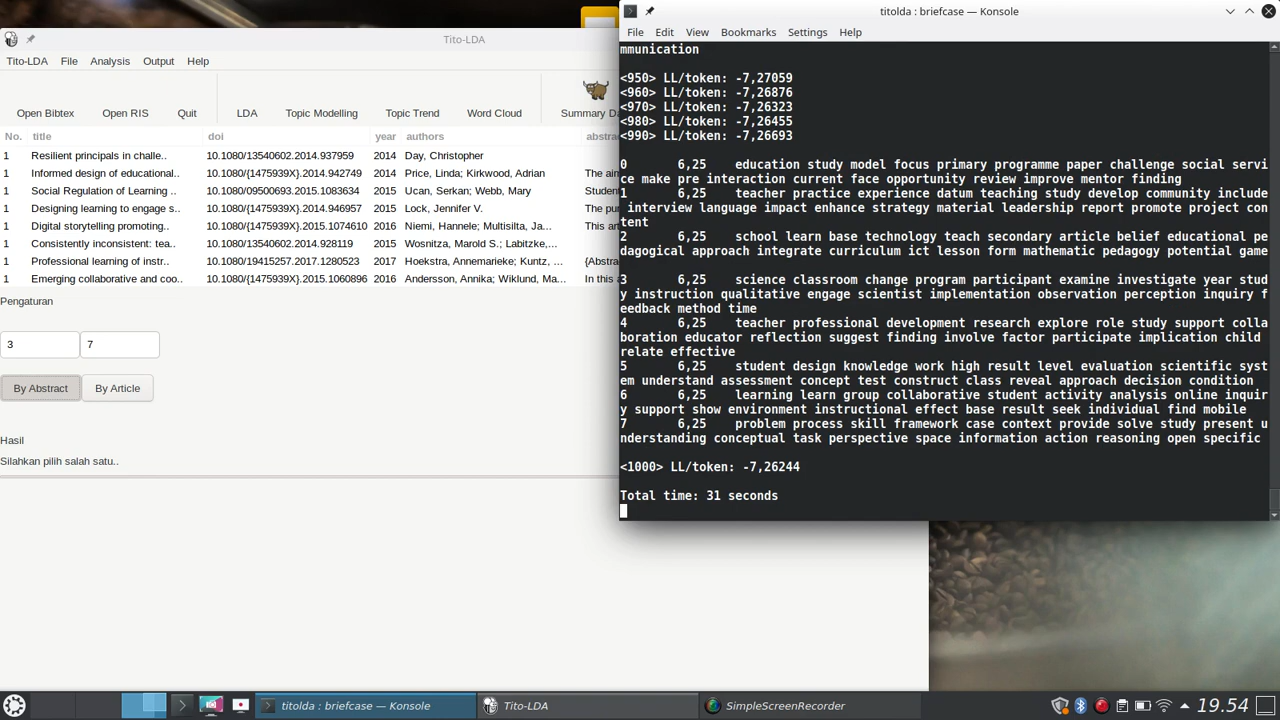 Tito-LDA
Tito-LDA File Analysis Output Help
Open Bibtex Open RIS Quit LDA Topic Modelling Topic Trend Word Cloud Summary Da
No. title doi year authors abstra
1 Resilient principals in challe.. 10.1080/13540602.2014.937959 2014 Day, Christopher
1 Informed design of educational.. 10.1080/{1475939X}.2014.942749 2015 Price, Linda; Kirkwood, Adrian The ain
1 Social Regulation of Learning .. 10.1080/09500693.2015.1083634 2015 Ucan, Serkan; Webb, Mary Student
1 Designing learning to engage s.. 10.1080/{1475939X}.2014.946957 2015 Lock, Jennifer V. The pur
1 Digital storytelling promoting.. 10.1080/{1475939X}.2015.1074610 2016 Niemi, Hannele; Multisilta, Ja... This ar
1 Consistently inconsistent: tea.. 10.1080/13540602.2014.928119 2015 Wosnitza, Marold S.; Labitzke,...
1 Professional learning of instr.. 10.1080/19415257.2017.1280523 2017 Hoekstra, Annemarieke; Kuntz, ... {Abstra
1 Emerging collaborative and coo.. 10.1080/{1475939X}.2015.1060896 2016 Andersson, Annika; Wiklund, Ma... In this a
Pengaturan
3 7
By Abstract By Article
Hasil
Silahkan pilih salah satu..
titolda : briefcase — Konsole
File Edit View Bookmarks Settings Help
mmunication
<950> LL/token: -7,27059
<960> LL/token: -7,26876
<970> LL/token: -7,26323
<980> LL/token: -7,26455
<990> LL/token: -7,26693
0 6,25 education study model focus primary programme paper challenge social servi
ce make pre interaction current face opportunity review improve mentor finding
1 6,25 teacher practice experience datum teaching study develop community include
interview language impact enhance strategy material leadership report promote project con
tent
2 6,25 school learn base technology teach secondary article belief educational pe
dagogical approach integrate curriculum ict lesson form mathematic pedagogy potential game
3 6,25 science classroom change program participant examine investigate year stud
y instruction qualitative engage scientist implementation observation perception inquiry f
eedback method time
4 6,25 teacher professional development research explore role study support colla
boration educator reflection suggest finding involve factor participate implication child
relate effective
5 6,25 student design knowledge work high result level evaluation scientific syst
em understand assessment concept test construct class reveal approach decision condition
6 6,25 learning learn group collaborative student activity analysis online inquir
y support show environment instructional effect base result seek individual find mobile
7 6,25 problem process skill framework case context provide solve study present u
nderstanding conceptual task perspective space information action reasoning open specific
<1000> LL/token: -7,26244
Total time: 31 seconds
titolda : briefcase — Konsole Tito-LDA SimpleScreenRecorder 19.54